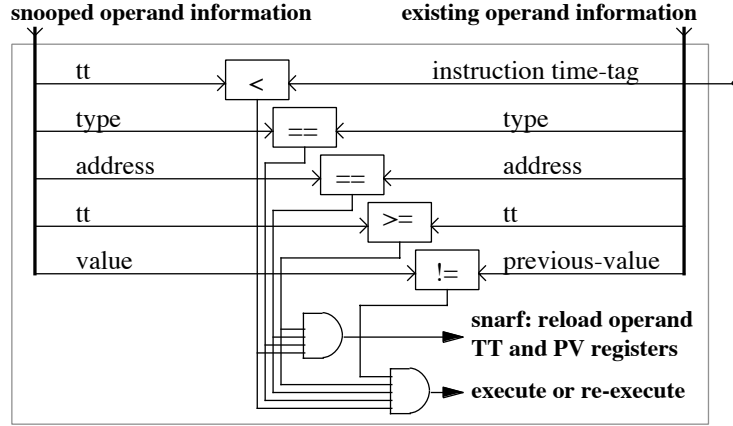 snooped operand information existing operand information
tt < instruction time-tag
type == type
address == address
tt >= tt
value != previous-value
snarf: reload operand
TT and PV registers
execute or re-execute